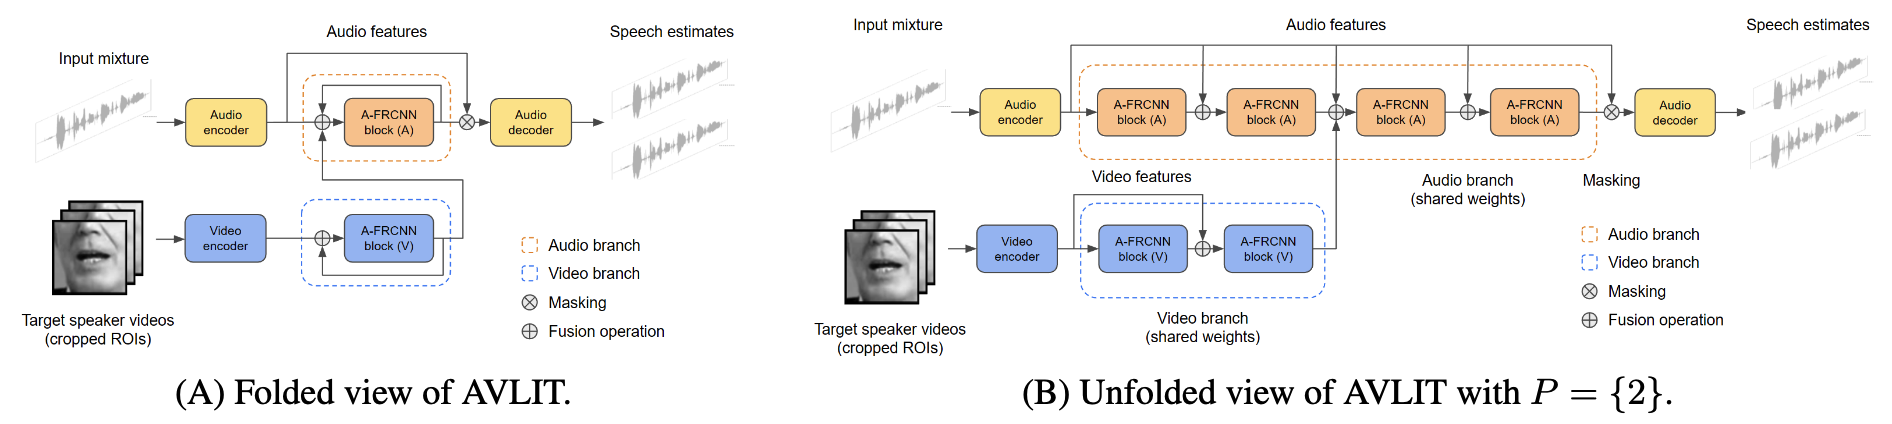 Input mixture
Audio features
Speech estimates
Audio
encoder
A-FRCNN
block (A)
Audio
decoder
Video
encoder
A-FRCNN
block (V)
Target speaker videos
(cropped ROIs)
Audio branch
Video branch
Masking
Fusion operation
(A) Folded view of AVLIT.
Input mixture
Audio features
Speech estimates
Audio
encoder
A-FRCNN
block (A)
A-FRCNN
block (A)
A-FRCNN
block (A)
A-FRCNN
block (A)
Audio
decoder
Video features
Audio branch
(shared weights)
Masking
Video
encoder
A-FRCNN
block (V)
A-FRCNN
block (V)
Video branch
(shared weights)
Target speaker videos
(cropped ROIs)
Audio branch
Video branch
Masking
Fusion operation
(B) Unfolded view of AVLIT with P = {2}.